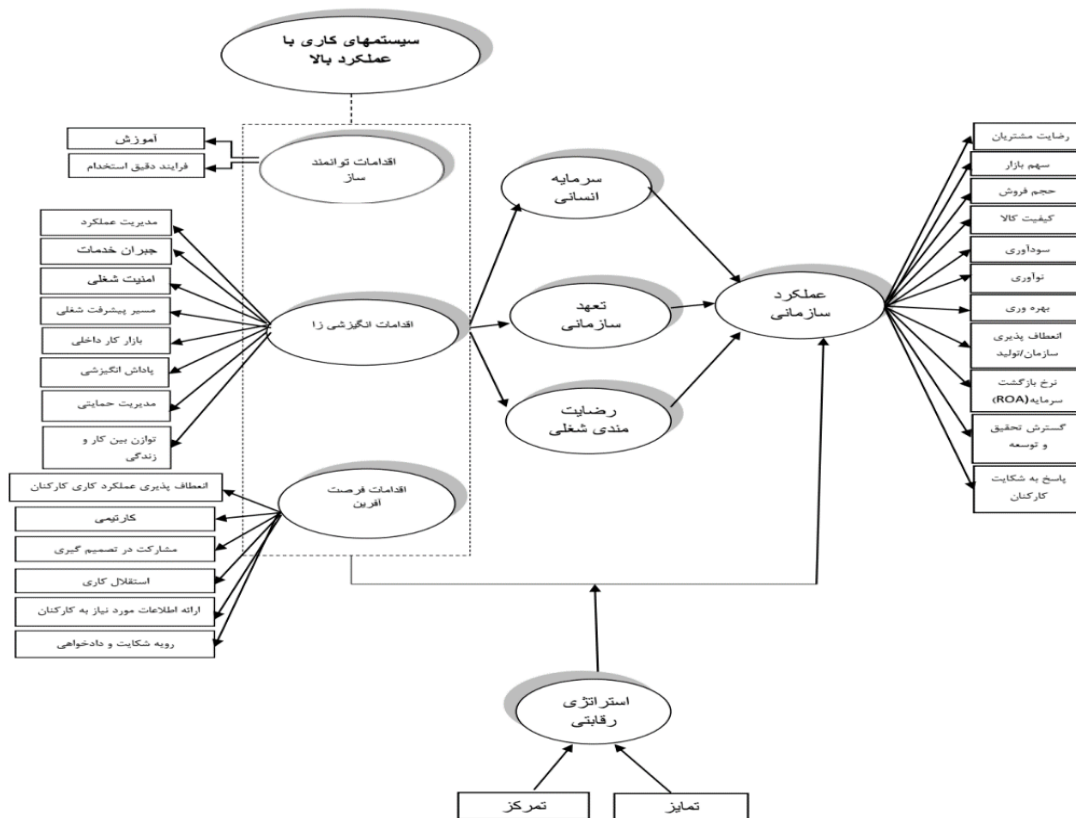 سیستمهای کاری با
عملکرد بالا
آموزش
فرایند دقیق استخدام
اقدامات توانمند
ساز
مدیریت عملکرد
جبران خدمات
امنیت شغلی
مسیر پیشرفت شغلی
بازار کار داخلی
پاداش انگیزشی
مدیریت حمایتی
توازن بین کار و
زندگی
اقدامات انگیزشی زا
انعطاف پذیری عملکرد کاری کارکنان
کارتیمی
مشارکت در تصمیم گیری
استقلال کاری
ارائه اطلاعات مورد نیاز به کارکنان
رویه شکایت و دادخواهی
اقدامات فرصت
آفرین
سرمایه
انسانی
تعهد
سازمانی
رضایت
مندی شغلی
عملکرد
سازمانی
رضایت مشتریان
سهم بازار
حجم فروش
کیفیت کالا
سودآوری
نوآوری
بهره وری
انعطاف پذیری
سازمان/تولید
نرخ بازگشت
سرمایه(ROA)
گسترش تحقیق
و توسعه
پاسخ به شکایت
کارکنان
استراتژی
رقابتی
تمرکز
تمایز